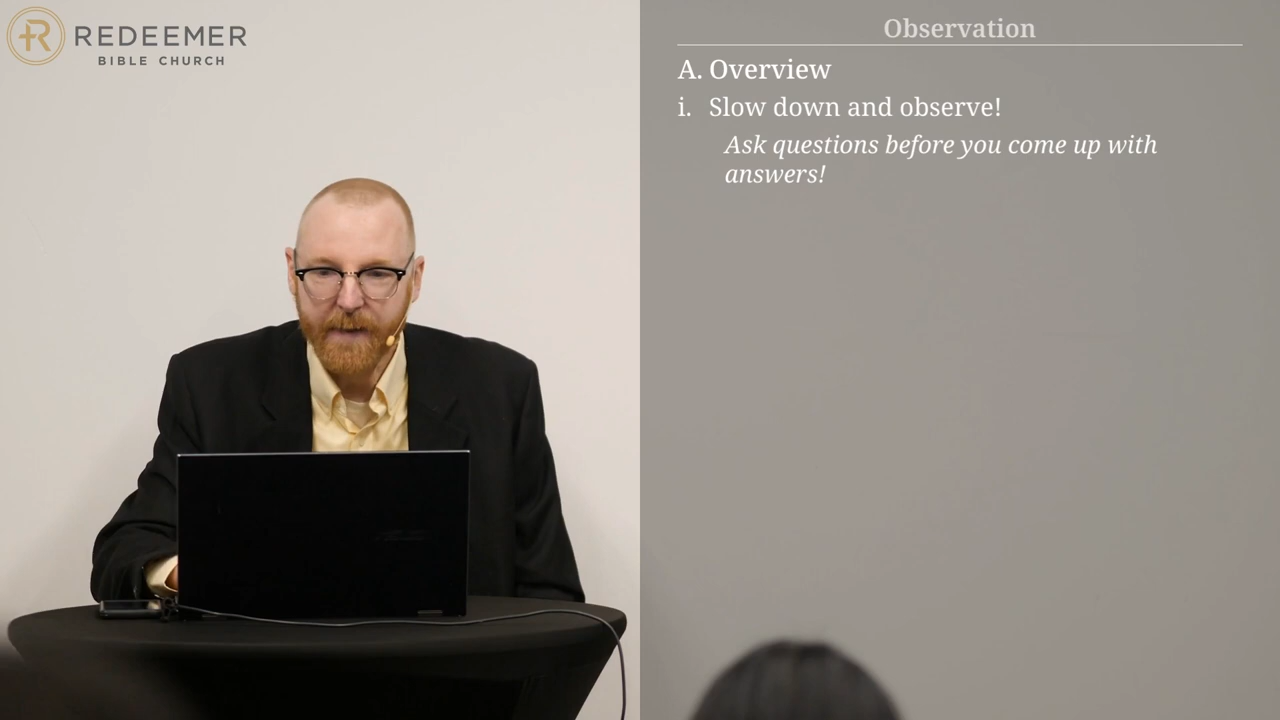 REDEEMER
BIBLE CHURCH
Observation
A. Overview
i. Slow down and observe!
Ask questions before you come up with
answers!